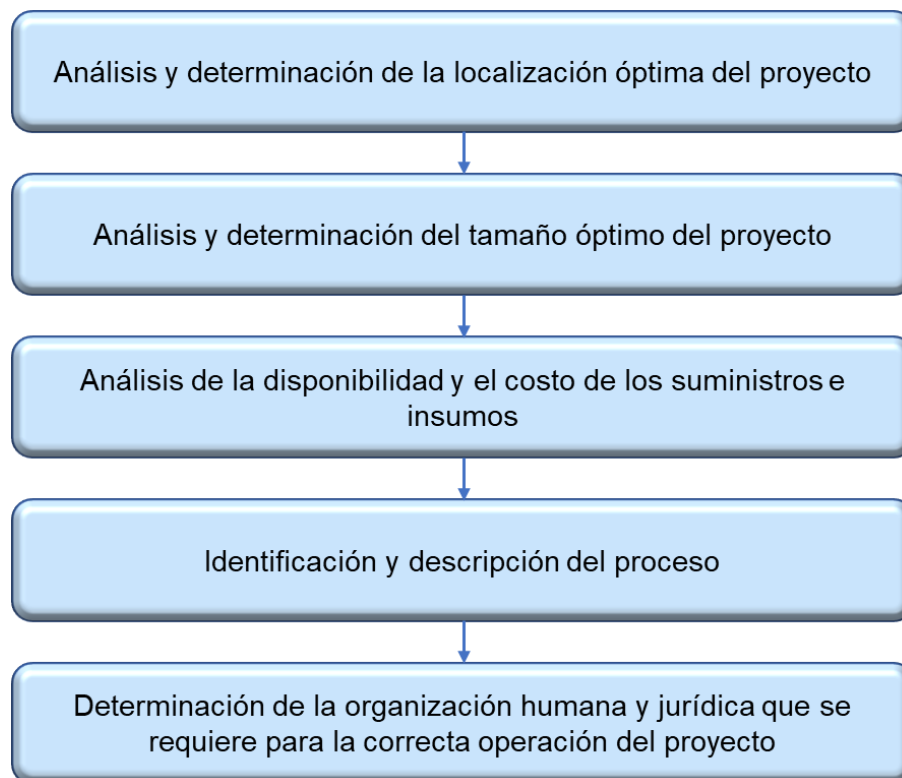 Análisis y determinación de la localización óptima del proyecto
Análisis y determinación del tamaño óptimo del proyecto
Análisis de la disponibilidad y el costo de los suministros e
insumos
Identificación y descripción del proceso
Determinación de la organización humana y jurídica que se
requiere para la correcta operación del proyecto